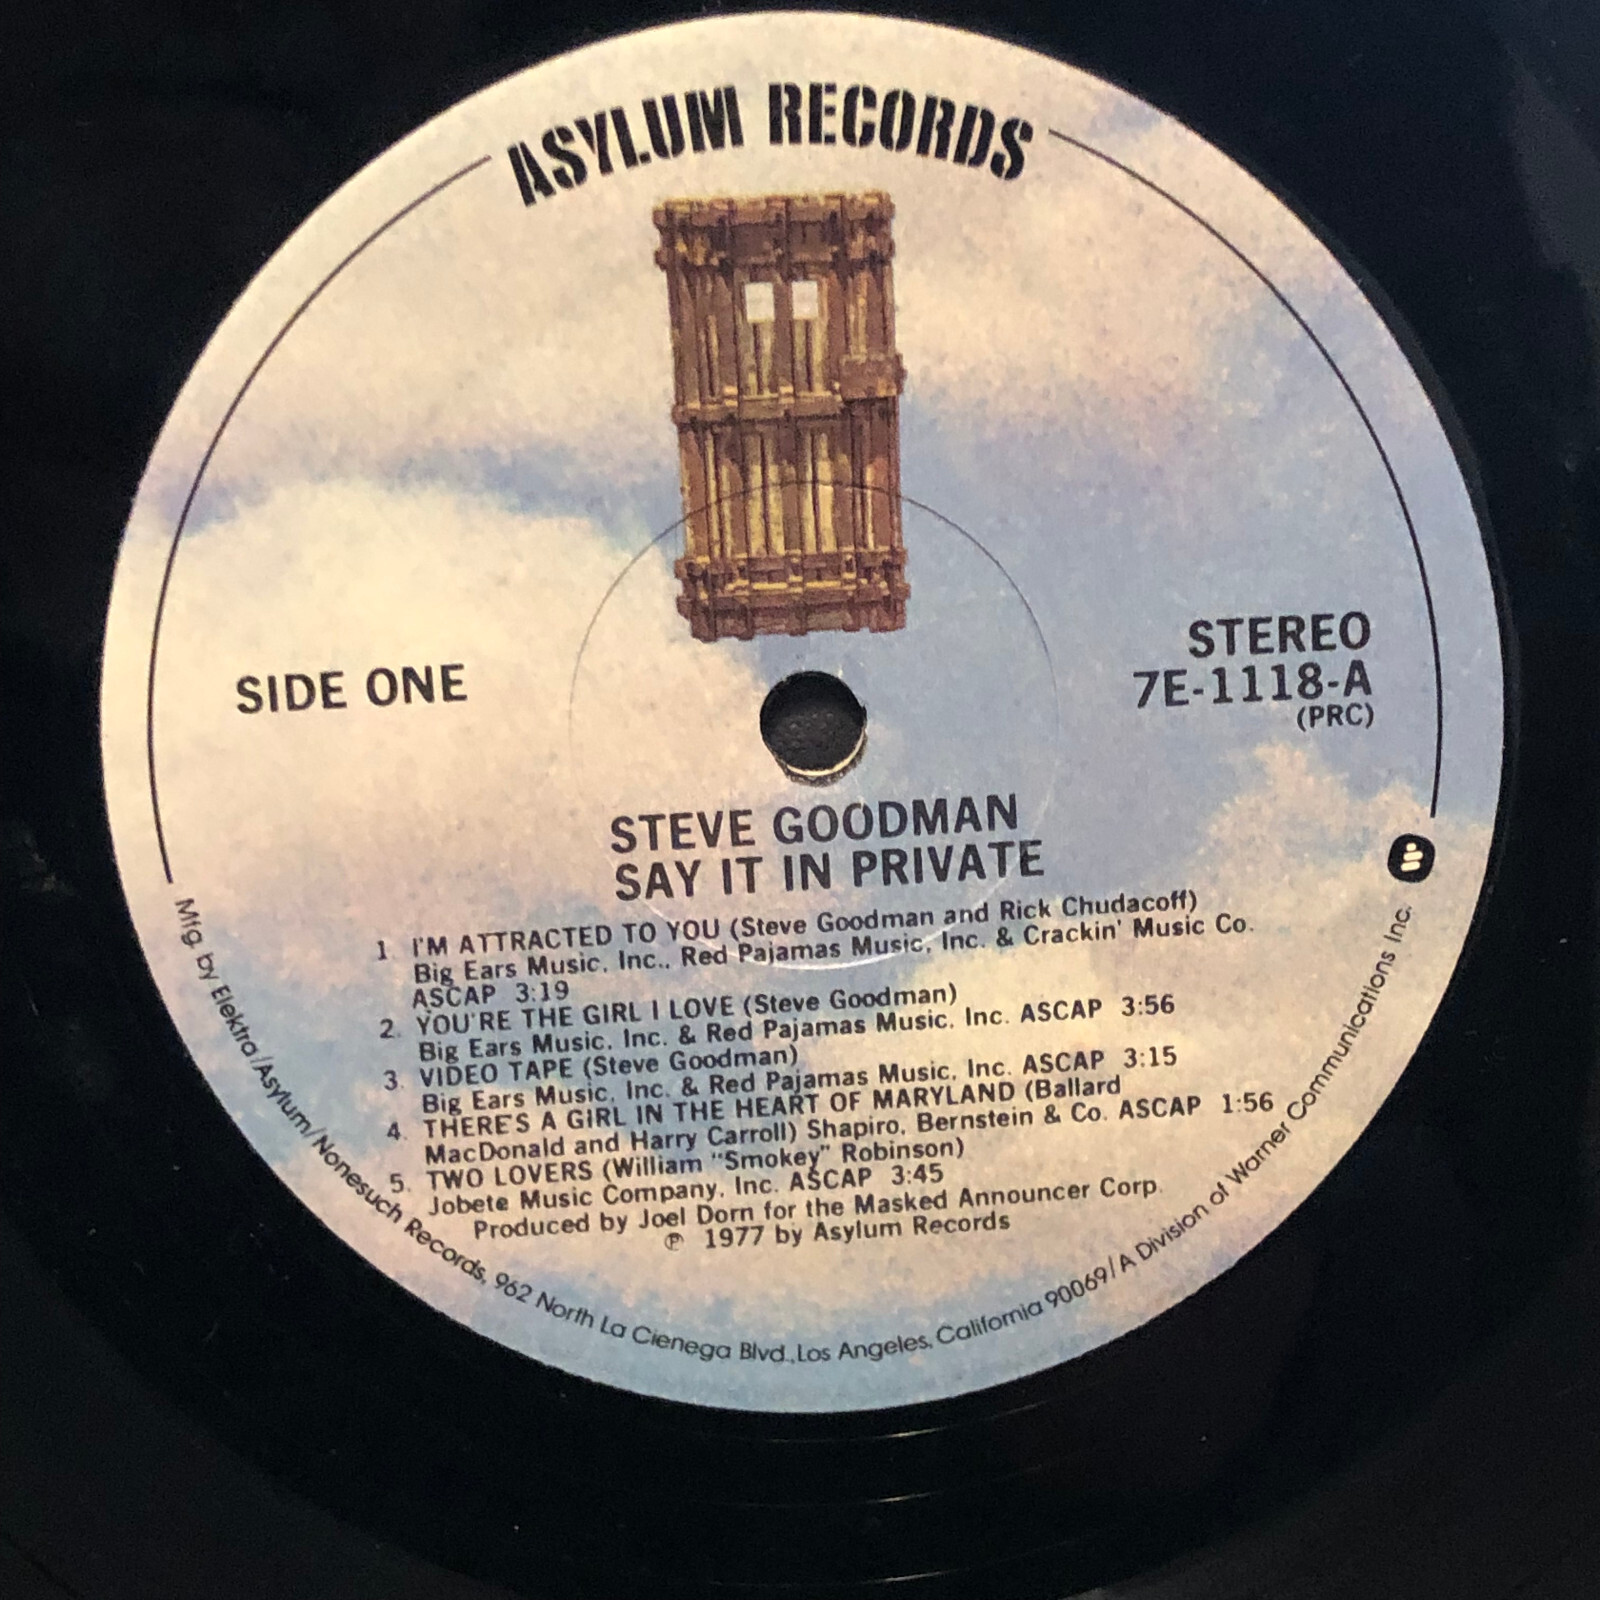 ASYLUM RECORDS
SIDE ONE
STEREO
7E-1118-A
(PRC)
STEVE GOODMAN
SAY IT IN PRIVATE
1. I'M ATTRACTED TO YOU (Steve Goodman and Rick Chudacoff)
Big Ears Music, Inc., Red Pajamas Music, Inc. & Crackin' Music Co.
ASCAP 3:19
2. YOU'RE THE GIRL I LOVE (Steve Goodman)
Big Ears Music, Inc. & Red Pajamas Music, Inc. ASCAP 3:56
3. VIDEO TAPE (Steve Goodman)
Big Ears Music, Inc. & Red Pajamas Music, Inc. ASCAP 3:15
4. THERE'S A GIRL IN THE HEART OF MARYLAND (Ballard
MacDonald and Harry Carroll) Shapiro, Bernstein & Co. ASCAP 1:56
5. TWO LOVERS (William "Smokey" Robinson)
Jobete Music Company, Inc. ASCAP 3:45
Produced by Joel Dorn for the Masked Announcer Corp.
℗ 1977 by Asylum Records
Mfg. by Elektra/Asylum/Nonesuch Records, 962 North La Cienega Blvd., Los Angeles, California 90069/A Division of Warner Communications Inc.